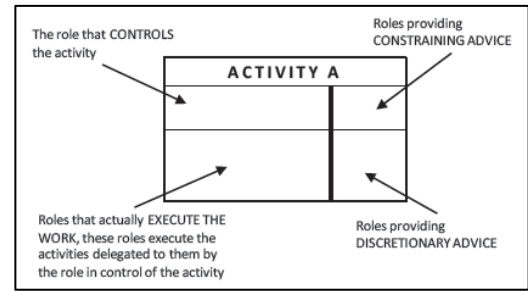 The role that CONTROLS
the activity
Roles providing
CONSTRAINING ADVICE
ACTIVITY A
Roles that actually EXECUTE THE
WORK, these roles execute the
activities delegated to them by
the role in control of the activity
Roles providing
DISCRETIONARY ADVICE